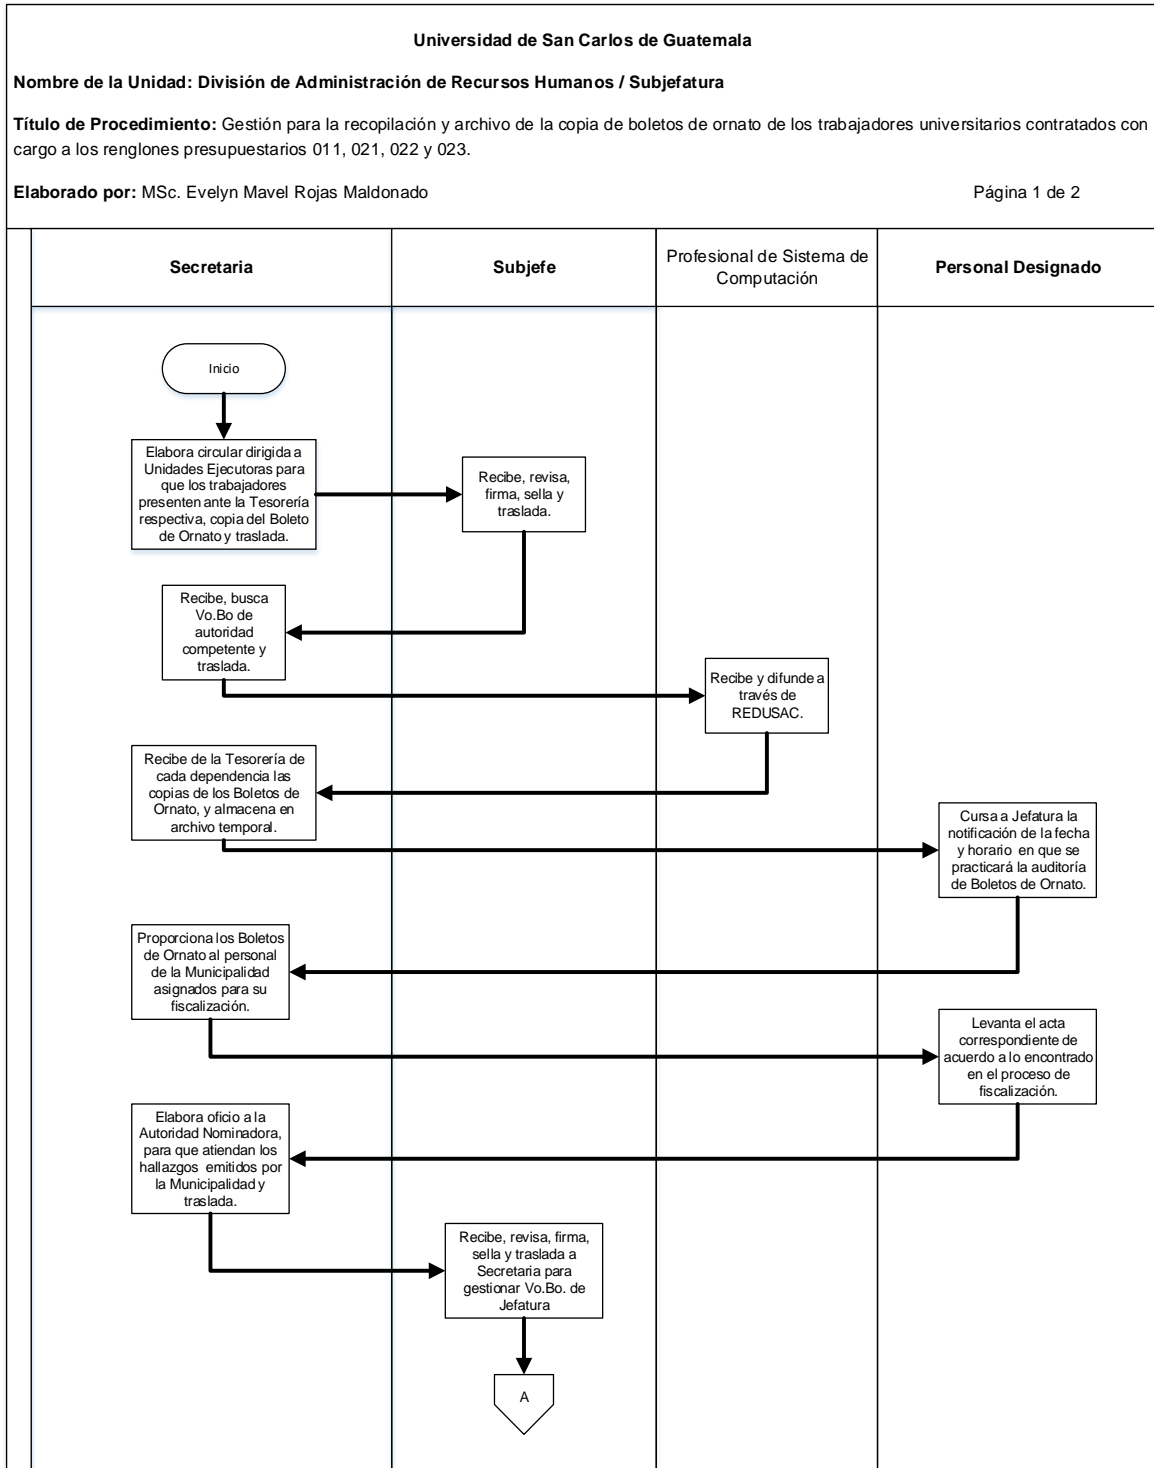 Universidad de San Carlos de Guatemala
Nombre de la Unidad: División de Administración de Recursos Humanos / Subjefatura
Título de Procedimiento: Gestión para la recopilación y archivo de la copia de boletos de ornato de los trabajadores universitarios contratados con
cargo a los renglones presupuestarios 011, 021, 022 y 023.
Elaborado por: MSc. Evelyn Mavel Rojas Maldonado
Página 1 de 2
Secretaria
Subjefe
Profesional de Sistema de
Computación
Personal Designado
Inicio
Elabora circular dirigida a
Unidades Ejecutoras para
que los trabajadores
presenten ante la Tesorería
respectiva, copia del Boleto
de Ornato y traslada.
Recibe, revisa,
firma, sella y
traslada.
Recibe, busca
Vo.Bo de
autoridad
competente y
traslada.
Recibe y difunde a
través de
REDUSAC.
Recibe de la Tesorería de
cada dependencia las
copias de los Boletos de
Ornato, y almacena en
archivo temporal.
Cursa a Jefatura la
notificación de la fecha
y horario en que se
practicará la auditoría
de Boletos de Ornato.
Proporciona los Boletos
de Ornato al personal
de la Municipalidad
asignados para su
fiscalización.
Levanta el acta
correspondiente de
acuerdo a lo encontrado
en el proceso de
fiscalización.
Elabora oficio a la
Autoridad Nominadora,
para que atiendan los
hallazgos emitidos por
la Municipalidad y
traslada.
Recibe, revisa, firma,
sella y traslada a
Secretaria para
gestionar Vo.Bo. de
Jefatura
A